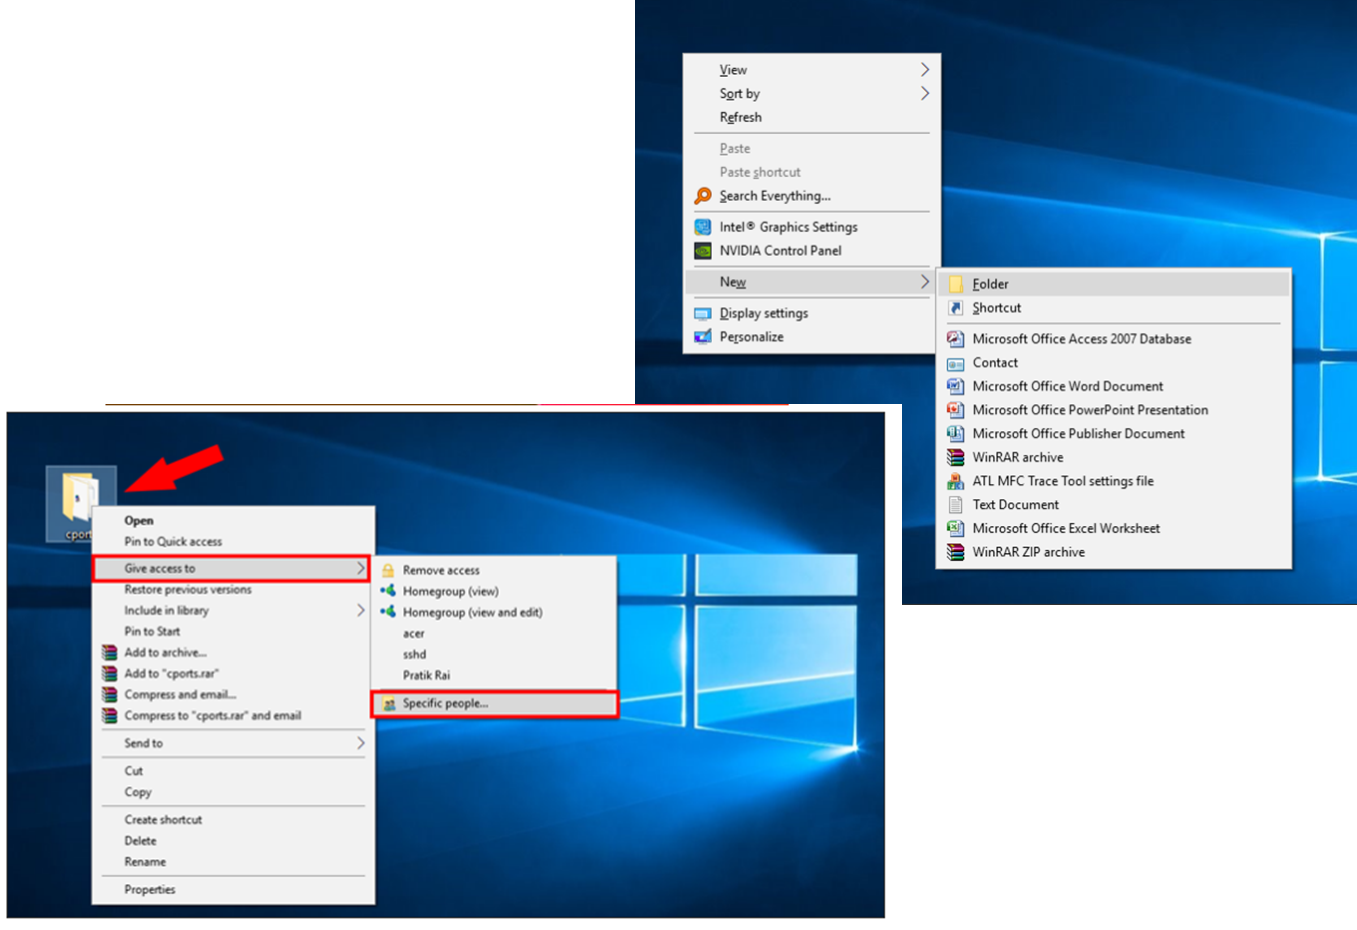 View
Sort by
Refresh
Paste
Paste shortcut
Search Everything...
Intel® Graphics Settings
NVIDIA Control Panel
New
Display settings
Personalize
Folder
Shortcut
Microsoft Office Access 2007 Database
Contact
Microsoft Office Word Document
Microsoft Office PowerPoint Presentation
Microsoft Office Publisher Document
WinRAR archive
ATL MFC Trace Tool settings file
Text Document
Microsoft Office Excel Worksheet
WinRAR ZIP archive
cport
Open
Pin to Quick access
Give access to
Restore previous versions
Include in library
Pin to Start
Add to archive...
Add to "cports.rar"
Compress and email...
Compress to "cports.rar" and email
Send to
Cut
Copy
Create shortcut
Delete
Rename
Properties
Remove access
Homegroup (view)
Homegroup (view and edit)
acer
sshd
Pratik Rai
Specific people...